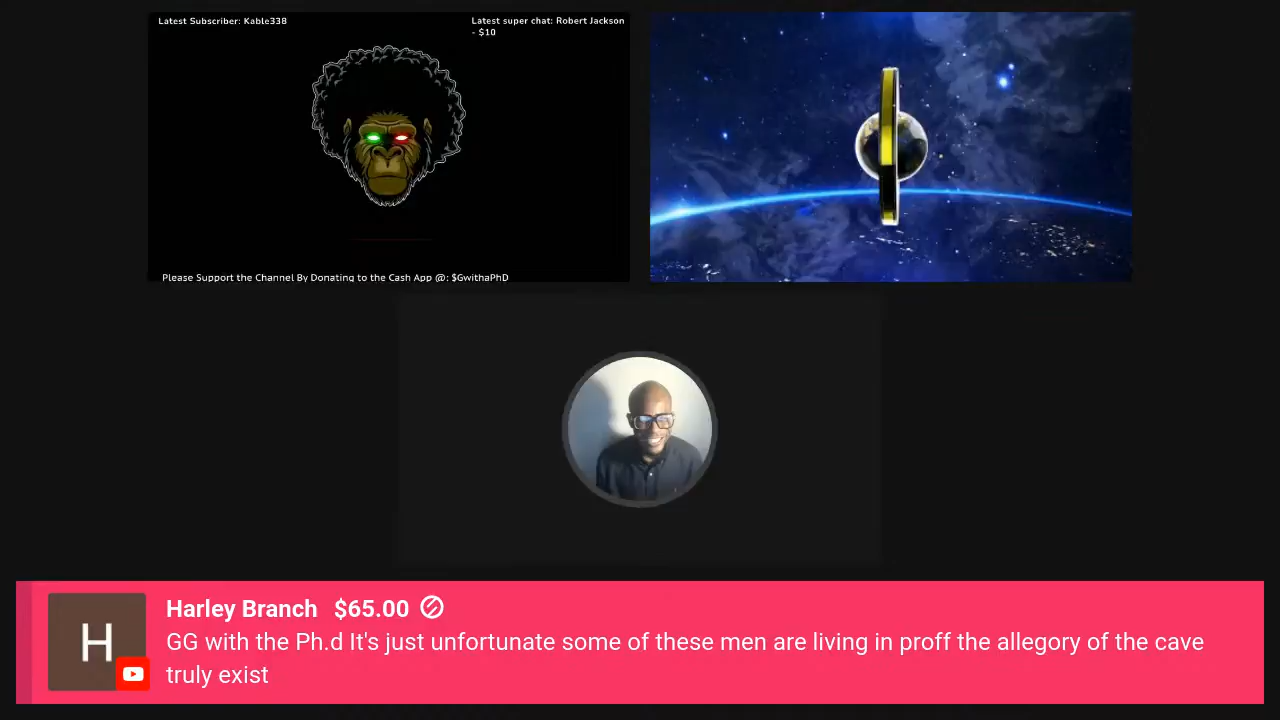 Latest Subscriber: Kable338
Latest super chat: Robert Jackson
- $10
Please Support the Channel By Donating to the Cash App @: $GwithaPhD
H
Harley Branch $65.00
GG with the Ph.d It's just unfortunate some of these men are living in proff the allegory of the cave
truly exist